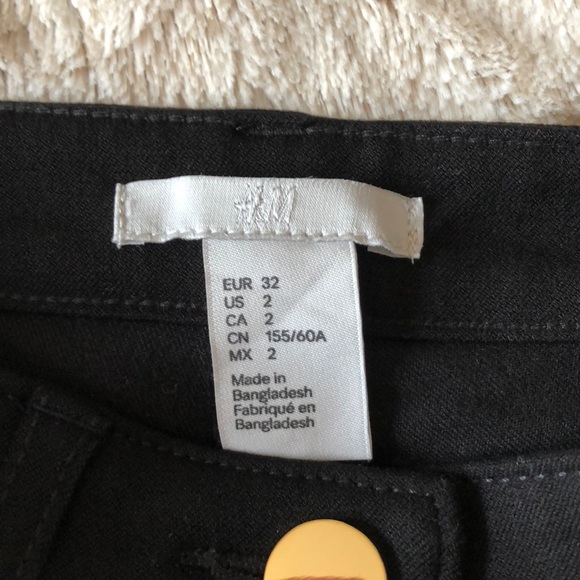 H&M
EUR 32
US 2
CA 2
CN 155/60A
MX 2
Made in
Bangladesh
Fabriqué en
Bangladesh